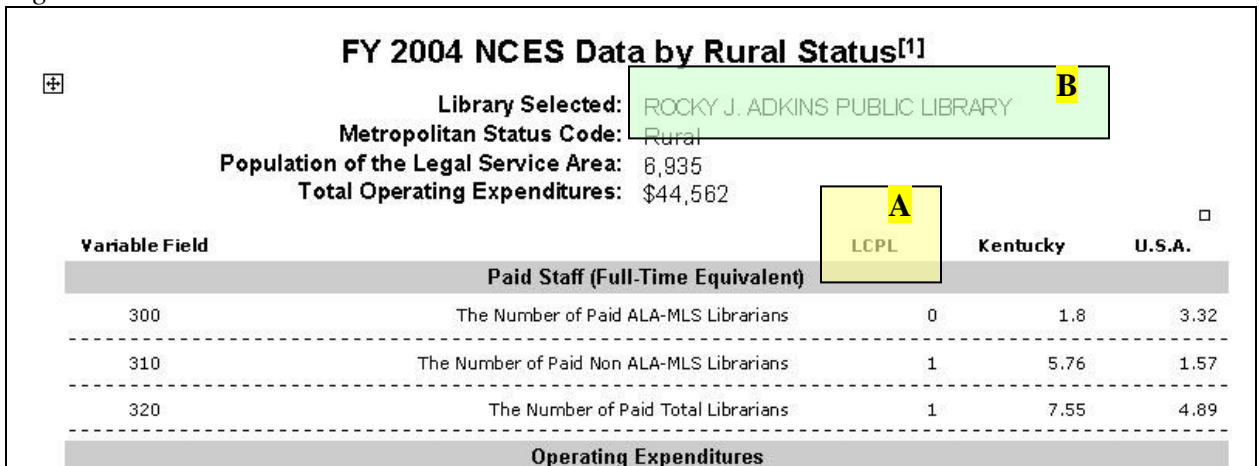 FY 2004 NCES Data by Rural Status[1]
B
Library Selected: ROCKY J. ADKINS PUBLIC LIBRARY
Metropolitan Status Code: Rural
Population of the Legal Service Area: 6,935
Total Operating Expenditures: $44,562
A
Variable Field LCPL Kentucky U.S.A.
Paid Staff (Full-Time Equivalent)
300 The Number of Paid ALA-MLS Librarians 0 1.8 3.32
310 The Number of Paid Non ALA-MLS Librarians 1 5.76 1.57
320 The Number of Paid Total Librarians 1 7.55 4.89
Operating Expenditures